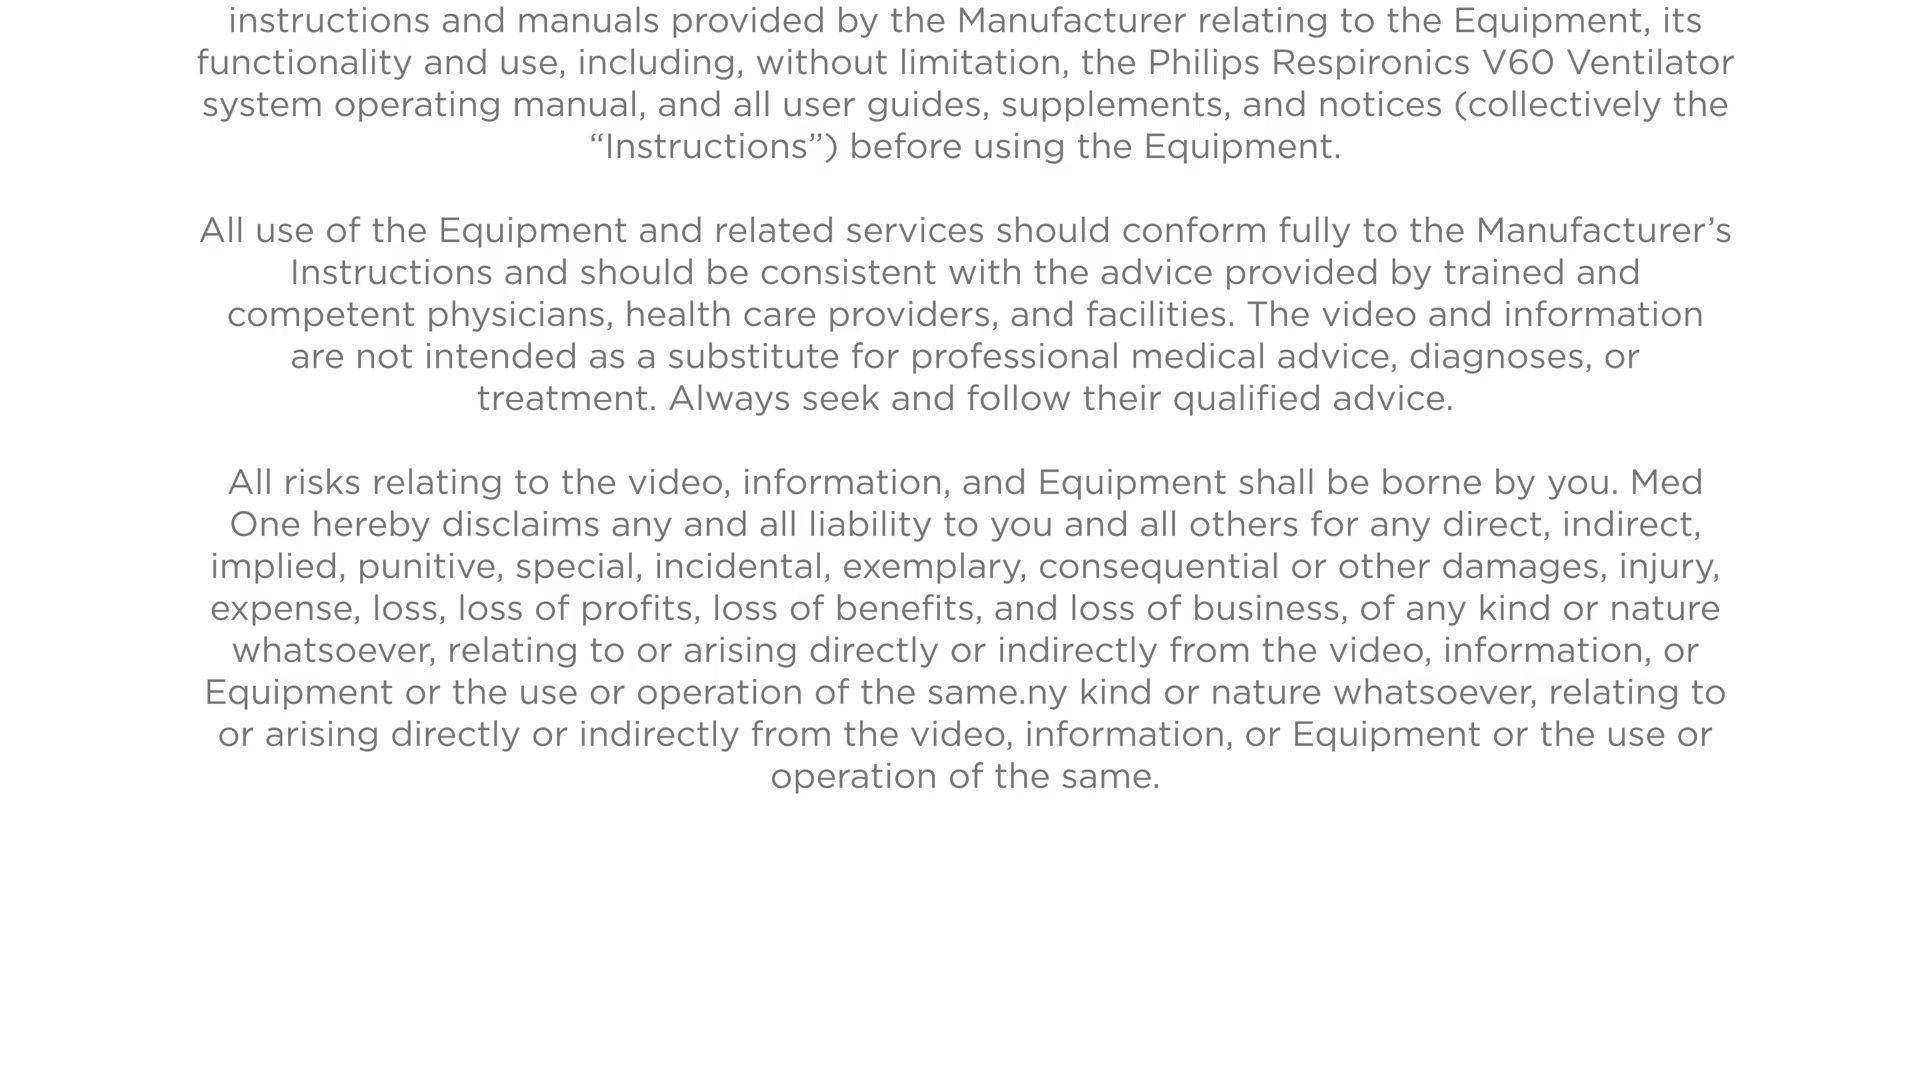 instructions and manuals provided by the Manufacturer relating to the Equipment, its
functionality and use, including, without limitation, the Philips Respironics V60 Ventilator
system operating manual, and all user guides, supplements, and notices (collectively the
“Instructions”) before using the Equipment.
All use of the Equipment and related services should conform fully to the Manufacturer’s
Instructions and should be consistent with the advice provided by trained and
competent physicians, health care providers, and facilities. The video and information
are not intended as a substitute for professional medical advice, diagnoses, or
treatment. Always seek and follow their qualified advice.
All risks relating to the video, information, and Equipment shall be borne by you. Med
One hereby disclaims any and all liability to you and all others for any direct, indirect,
implied, punitive, special, incidental, exemplary, consequential or other damages, injury,
expense, loss, loss of profits, loss of benefits, and loss of business, of any kind or nature
whatsoever, relating to or arising directly or indirectly from the video, information, or
Equipment or the use or operation of the same.ny kind or nature whatsoever, relating to
or arising directly or indirectly from the video, information, or Equipment or the use or
operation of the same.